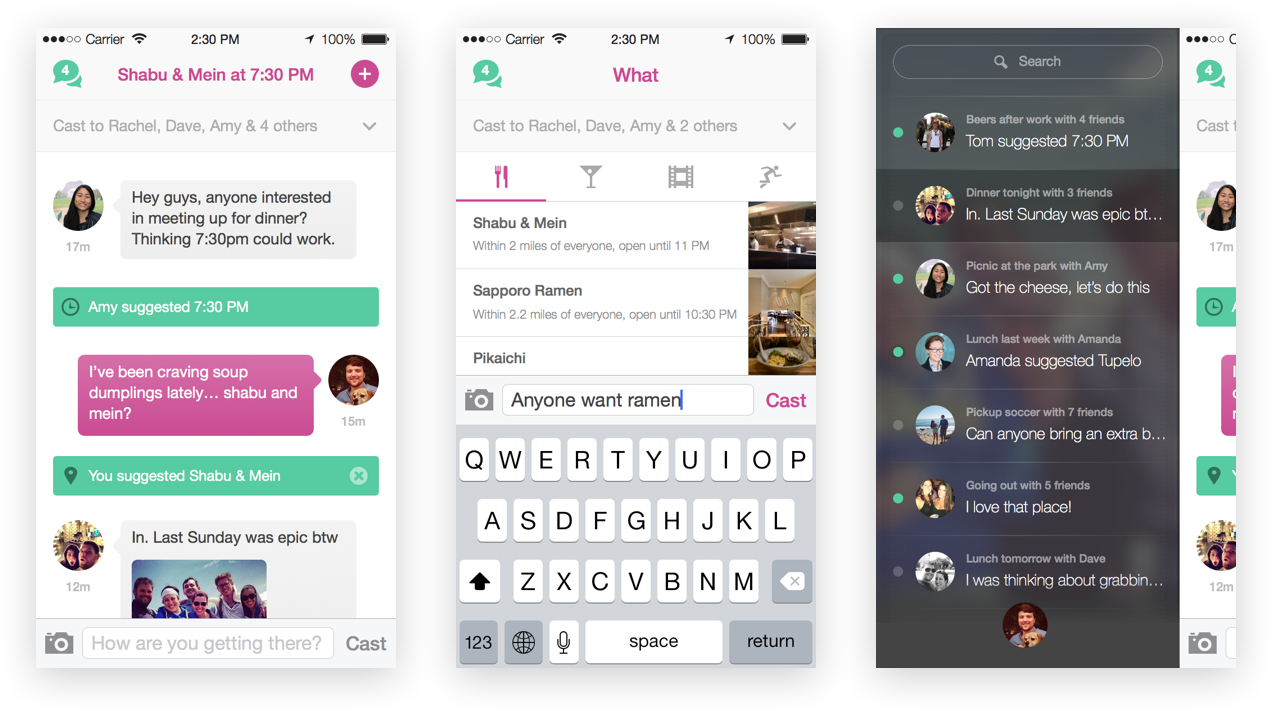 Carrier 2:30 PM 100%
4
Shabu & Mein at 7:30 PM
Cast to Rachel, Dave, Amy & 4 others
Hey guys, anyone interested
in meeting up for dinner?
Thinking 7:30pm could work.
17m
Amy suggested 7:30 PM
I've been craving soup
dumplings lately... shabu and
mein?
15m
You suggested Shabu & Mein
In. Last Sunday was epic btw
12m
How are you getting there?
Cast
Carrier 2:30 PM 100%
4
What
Cast to Rachel, Dave, Amy & 2 others
Shabu & Mein
Within 2 miles of everyone, open until 11 PM
Sapporo Ramen
Within 2.2 miles of everyone, open until 10:30 PM
Pikaichi
Anyone want ramen
Cast
Q W E R T Y U I O P
A S D F G H J K L
Z X C V B N M
123 space return
Search
Beers after work with 4 friends
Tom suggested 7:30 PM
Dinner tonight with 3 friends
In. Last Sunday was epic bt...
Picnic at the park with Amy
Got the cheese, let's do this
Lunch last week with Amanda
Amanda suggested Tupelo
Pickup soccer with 7 friends
Can anyone bring an extra b...
Going out with 5 friends
I love that place!
Lunch tomorrow with Dave
I was thinking about grabbin...
4
Cast
17m
12m